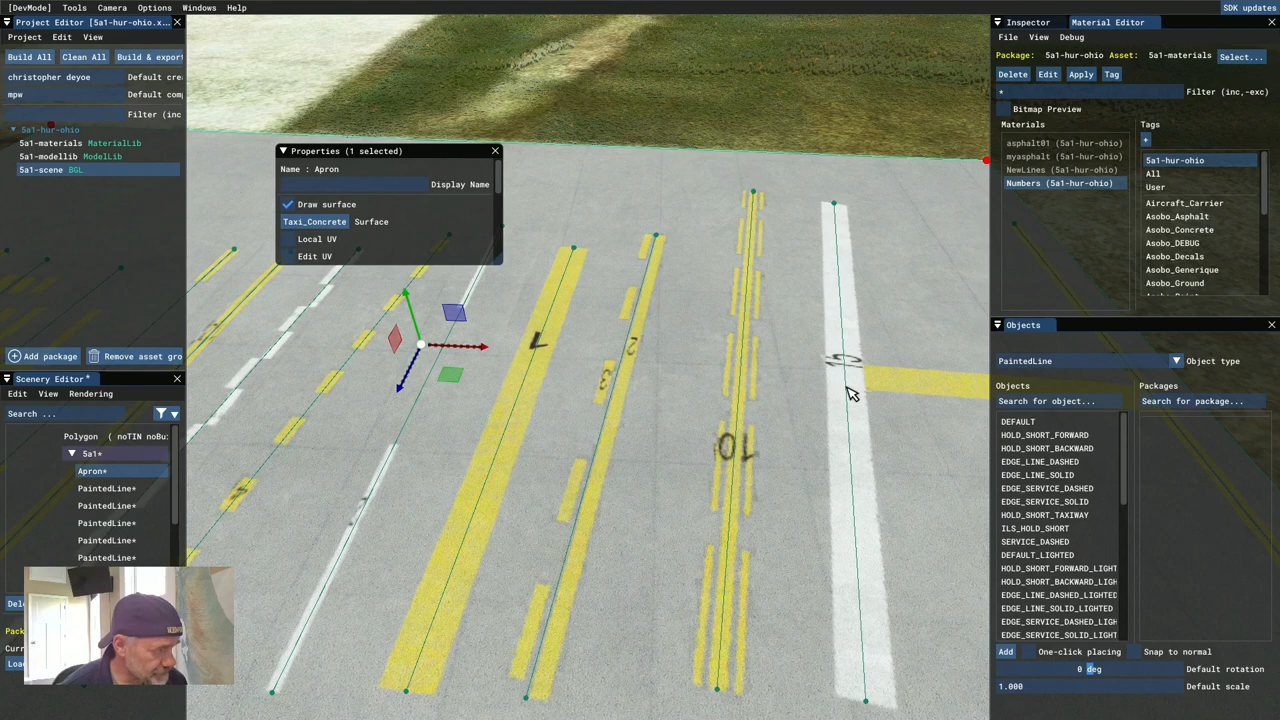 [DevMode] Tools Camera Options Windows Help SDK updates
Project Editor [5a1-hur-ohio.x...
Project Edit View
Build All Clean All Build & export
christopher deyoe Default crea
mpw Default comp
Filter (inc
5a1-hur-ohio
5a1-materials MaterialLib
5a1-modellib ModelLib
5a1-scene BGL
Add package Remove asset gro
Scenery Editor*
Edit View Rendering
Search ...
Polygon ( noTIN noBu:
5a1*
Apron*
PaintedLine*
PaintedLine*
PaintedLine*
PaintedLine*
PaintedLine*
Properties (1 selected)
Name : Apron
Display Name
Draw surface
Taxi_Concrete Surface
Local UV
Edit UV
10
Inspector Material Editor
File View Debug
Package: 5a1-hur-ohio Asset: 5a1-materials Select...
Delete Edit Apply Tag
* Filter (inc,-exc)
Bitmap Preview
Materials Tags
asphalt01 (5a1-hur-ohio)
myasphalt (5a1-hur-ohio)
NewLines (5a1-hur-ohio)
Numbers (5a1-hur-ohio)
+
5a1-hur-ohio
All
User
Aircraft_Carrier
Asobo_Asphalt
Asobo_Concrete
Asobo_DEBUG
Asobo_Decals
Asobo_Generique
Asobo_Ground
Objects
PaintedLine Object type
Objects Packages
Search for object... Search for package...
DEFAULT
HOLD_SHORT_FORWARD
HOLD_SHORT_BACKWARD
EDGE_LINE_DASHED
EDGE_LINE_SOLID
EDGE_SERVICE_DASHED
EDGE_SERVICE_SOLID
HOLD_SHORT_TAXIWAY
ILS_HOLD_SHORT
SERVICE_DASHED
DEFAULT_LIGHTED
HOLD_SHORT_FORWARD_LIGHT
HOLD_SHORT_BACKWARD_LIGH
EDGE_LINE_DASHED_LIGHTED
EDGE_LINE_SOLID_LIGHTED
EDGE_SERVICE_DASHED_LIGH
EDGE_SERVICE_SOLID_LIGHT
Add One-click placing Snap to normal
0 deg Default rotation
1.000 Default scale